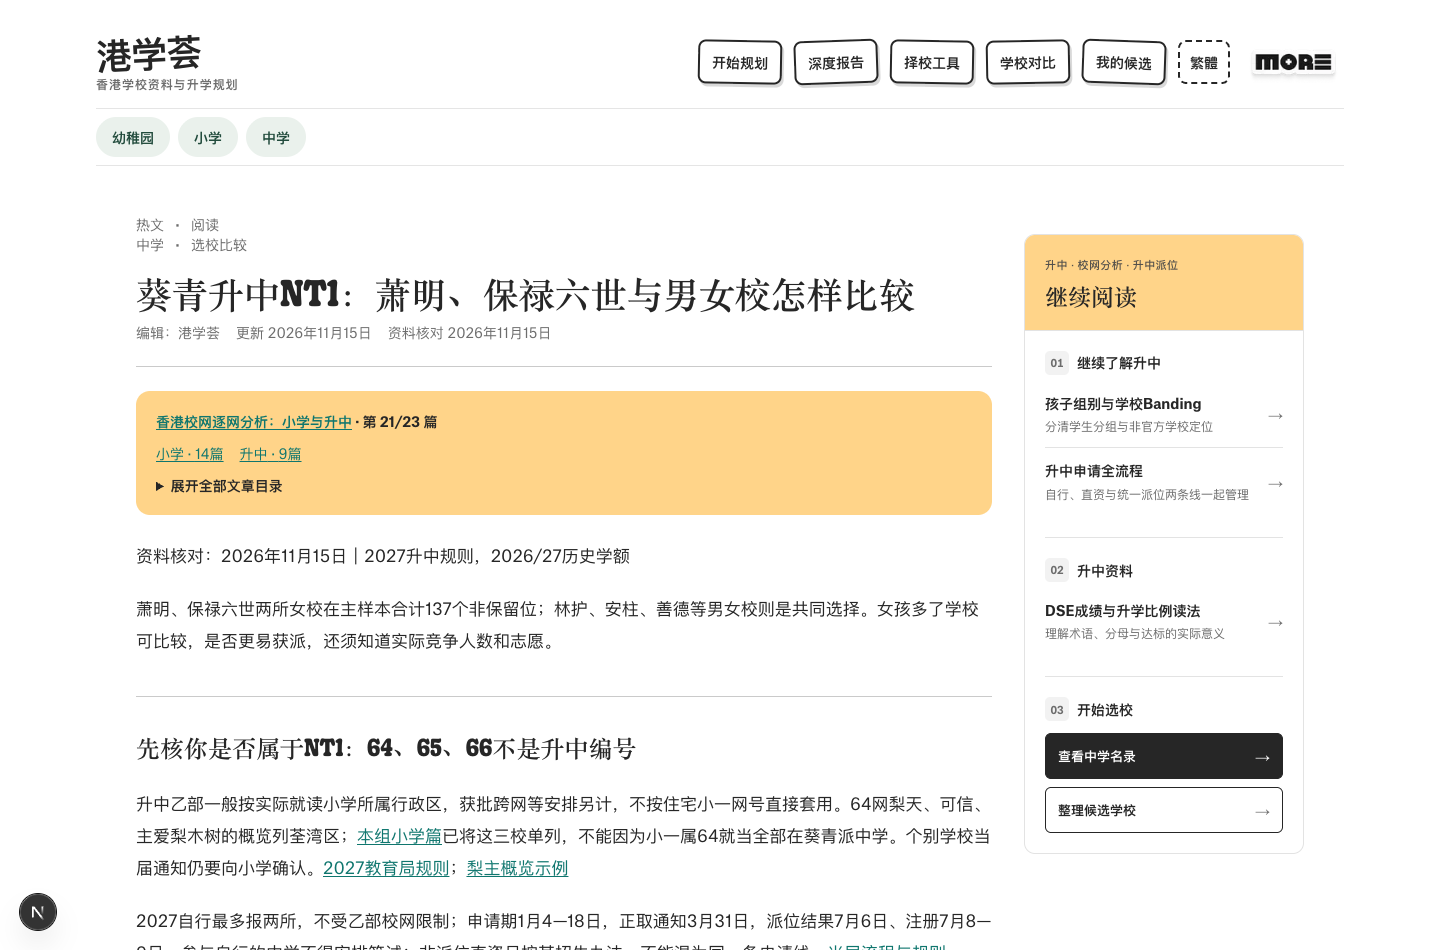 港学荟
香港学校资料与升学规划
开始规划
深度报告
择校工具
学校对比
我的候选
繁體
MORE
幼稚园
小学
中学
热文 · 阅读
中学 · 选校比较
葵青升中NT1：萧明、保禄六世与男女校怎样比较
编辑：港学荟 更新 2026年11月15日 资料核对 2026年11月15日
香港校网逐网分析：小学与升中 · 第 21/23 篇
小学 · 14篇 升中 · 9篇
展开全部文章目录
资料核对：2026年11月15日｜2027升中规则，2026/27历史学额
萧明、保禄六世两所女校在主样本合计137个非保留位；林护、安柱、善德等男女校则是共同选择。女孩多了学校
可比较，是否更易获派，还须知道实际竞争人数和志愿。
先核你是否属于NT1：64、65、66不是升中编号
升中乙部一般按实际就读小学所属行政区，获批跨网等安排另计，不按住宅小一网号直接套用。64网梨天、可信、
主爱梨木树的概览列荃湾区；本组小学篇已将这三校单列，不能因为小一属64就当全部在葵青派中学。个别学校当
届通知仍要向小学确认。2027教育局规则；梨主概览示例
2027自行最多报两所，不受乙部校网限制；申请期1月4—18日，正取通知3月31日，派位结果7月6日、注册7月8—
升中 · 校网分析 · 升中派位
继续阅读
01 继续了解升中
孩子组别与学校Banding →
分清学生分组与非官方学校定位
升中申请全流程 →
自行、直资与统一派位两条线一起管理
02 升中资料
DSE成绩与升学比例读法 →
理解术语、分母与达标的实际意义
03 开始选校
查看中学名录 →
整理候选学校 →
N